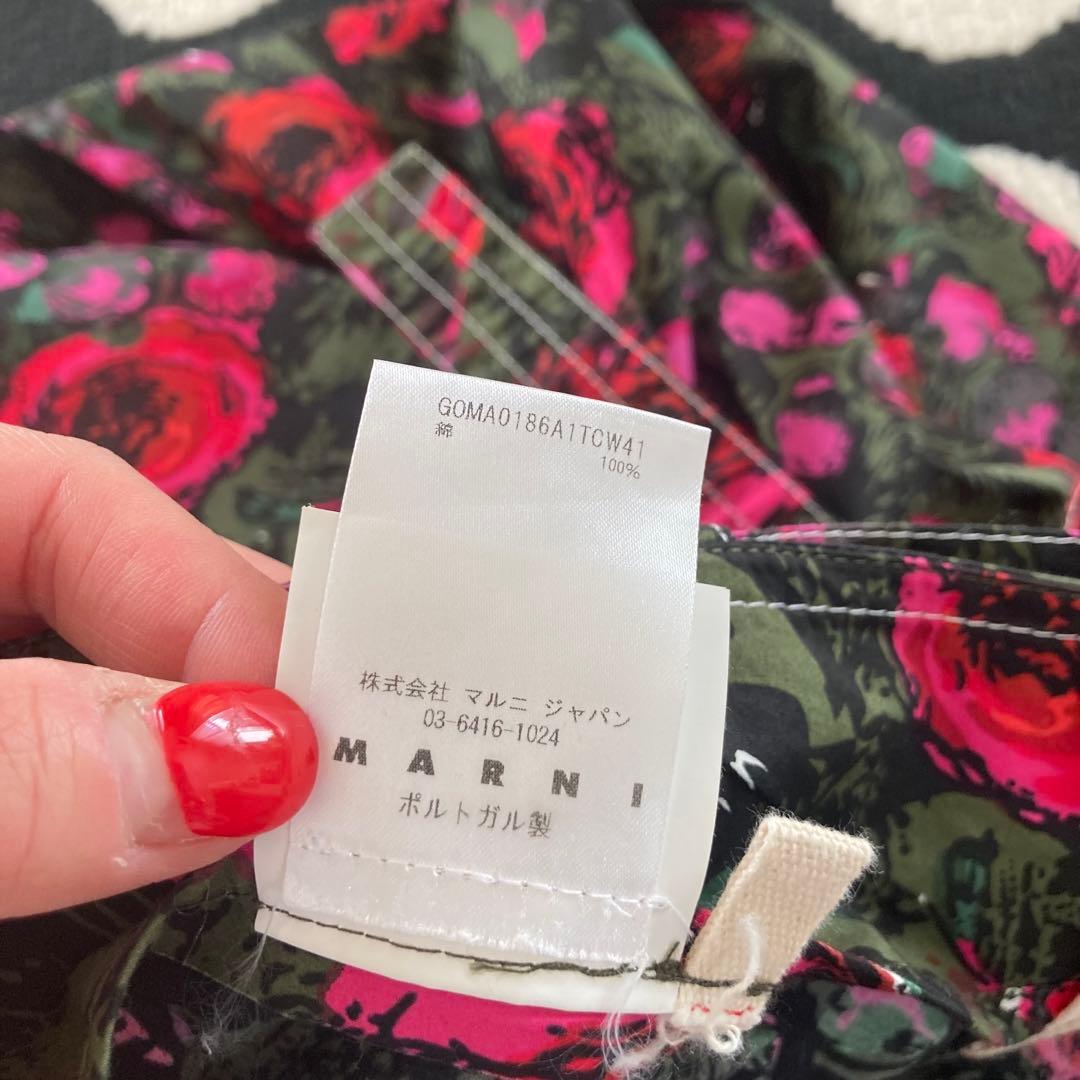 GOMA0186A1TCW41
綿
100%
株式会社 マルニ ジャパン
03-6416-1024
MARNI
ポルトガル製